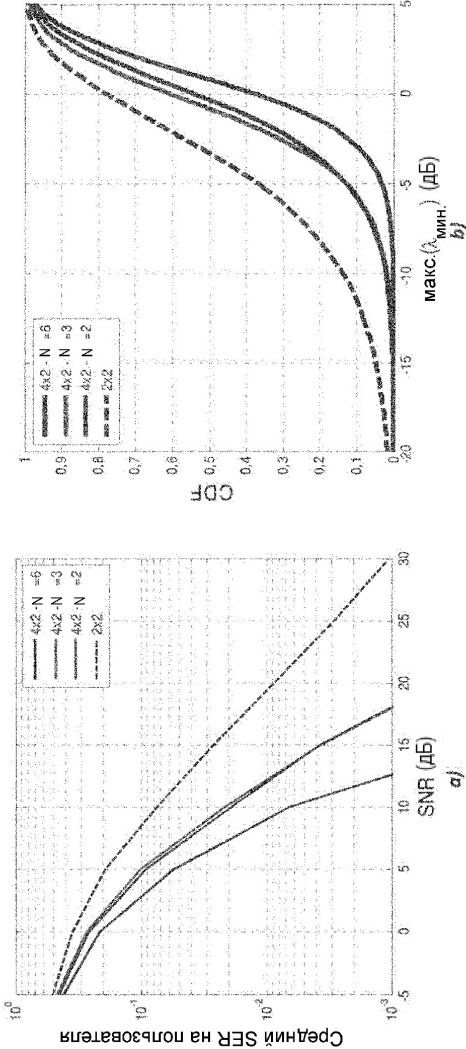 10⁰
10⁻¹
10⁻²
10⁻³
-5
0
5
10
15
20
25
30
Средний SER на пользователя
SNR (дБ)
a)
4x2 - N =6
4x2 - N =3
4x2 - N =2
2x2
1
0,9
0,8
0,7
0,6
0,5
0,4
0,3
0,2
0,1
0
-20
-15
-10
-5
0
5
CDF
макс.(λмин.) (дБ)
b)
4x2 - N =6
4x2 - N =3
4x2 - N =2
2x2